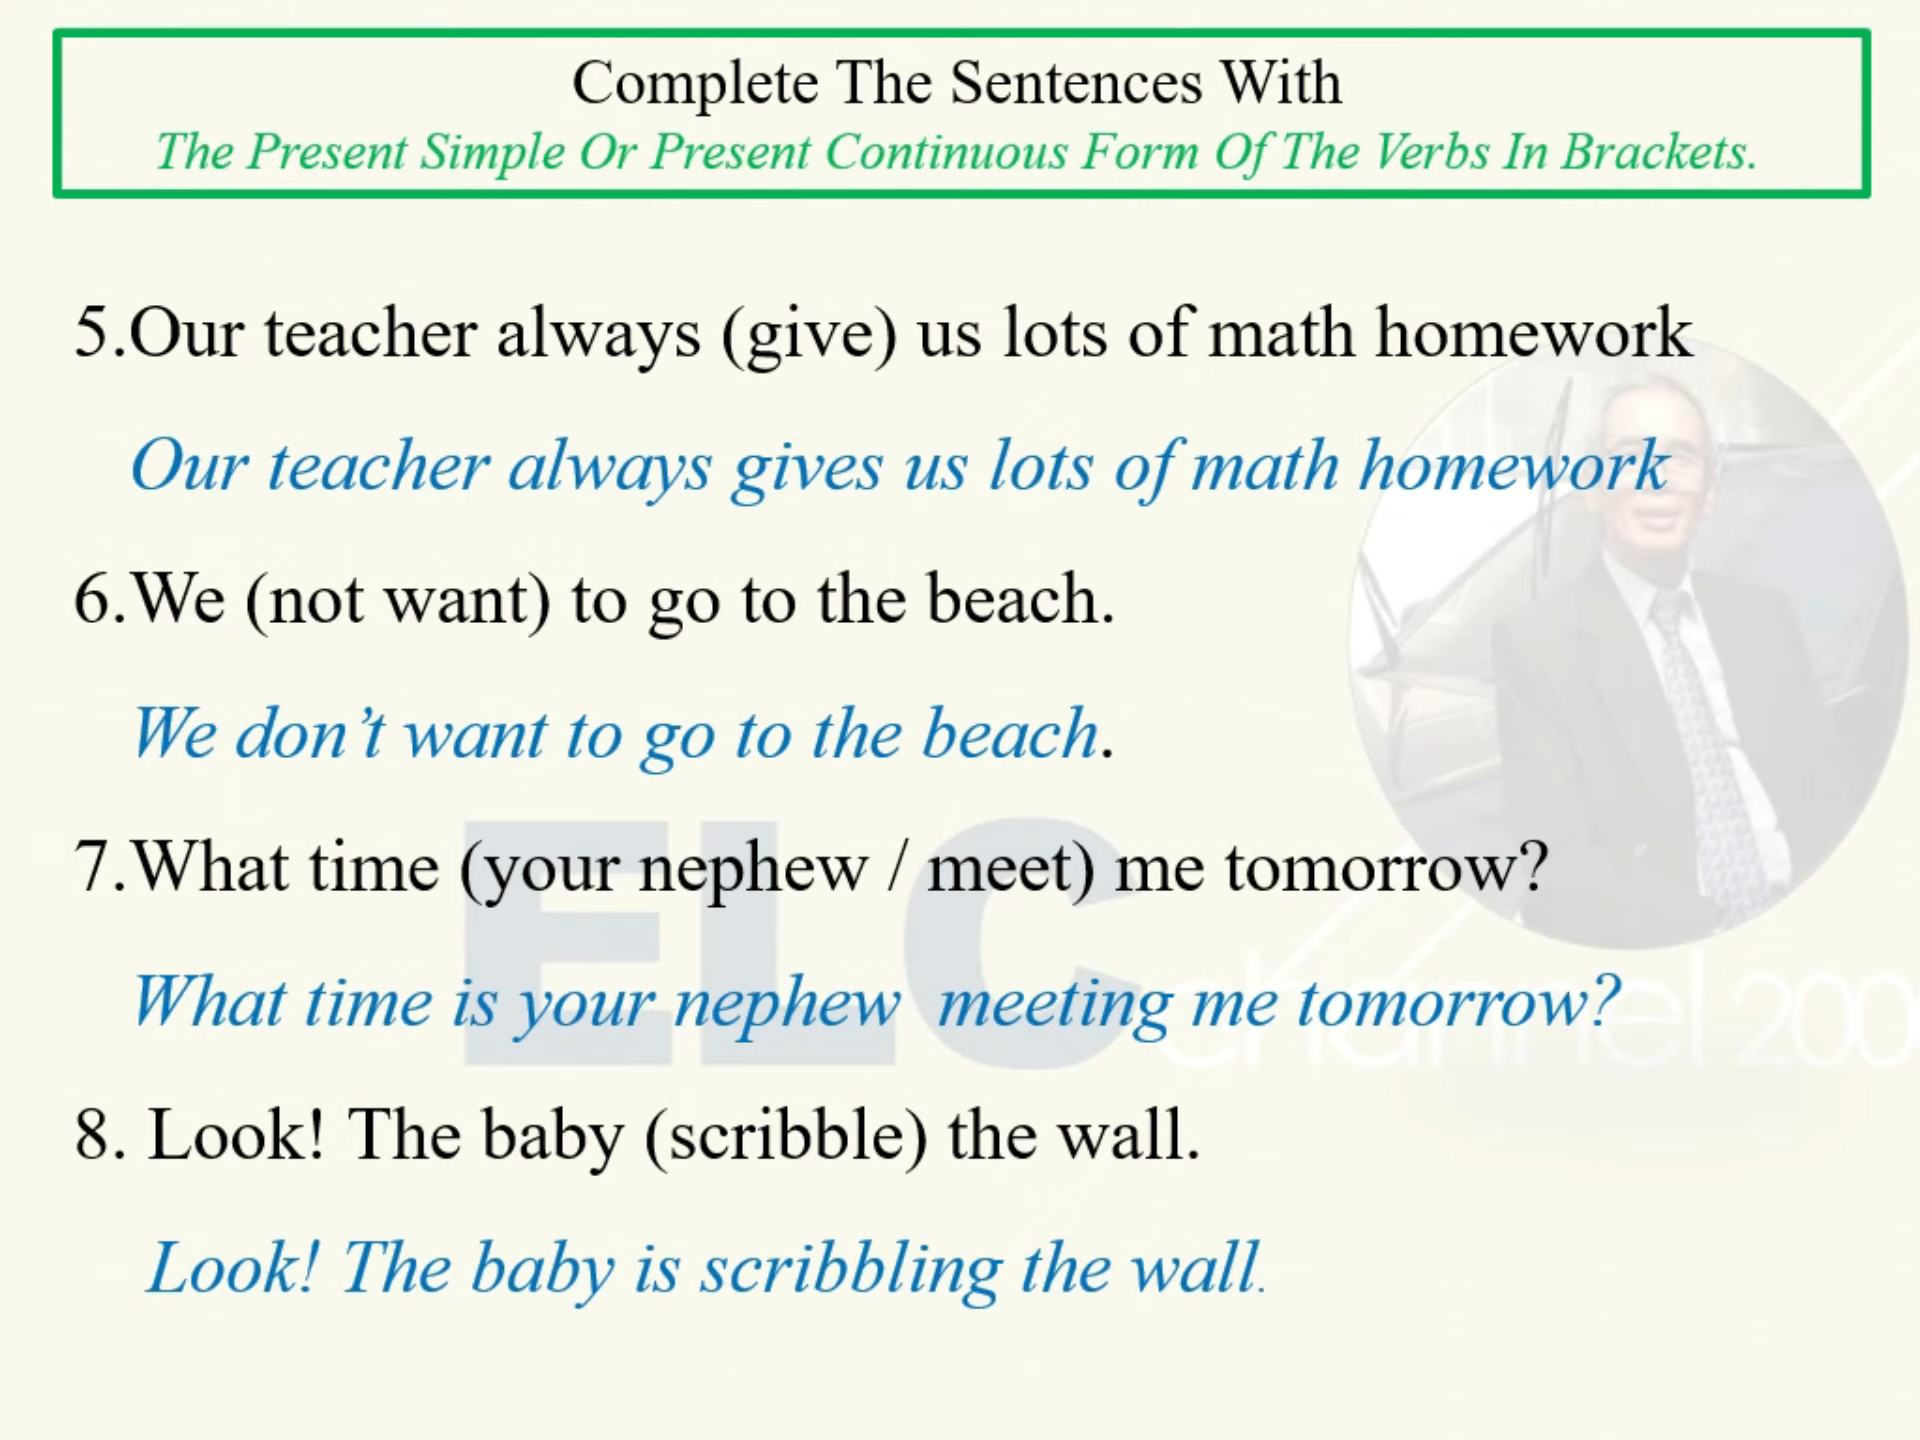 Complete The Sentences With
The Present Simple Or Present Continuous Form Of The Verbs In Brackets.
5.Our teacher always (give) us lots of math homework
Our teacher always gives us lots of math homework
6.We (not want) to go to the beach.
We don’t want to go to the beach.
7.What time (your nephew / meet) me tomorrow?
What time is your nephew  meeting me tomorrow?
ELC channel 200
8. Look! The baby (scribble) the wall.
Look! The baby is scribbling the wall.